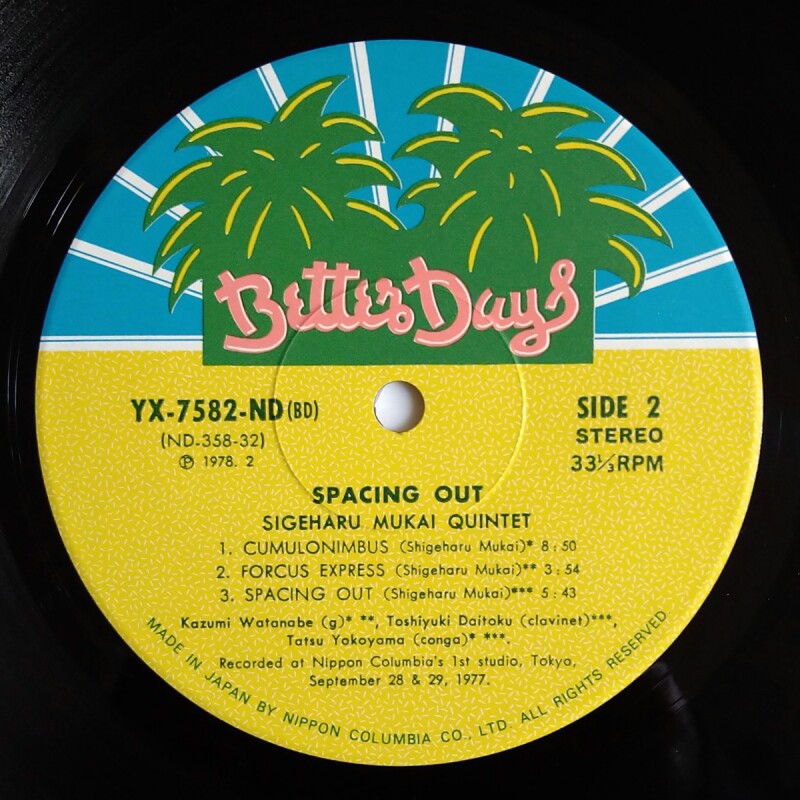 Better Days
YX-7582-ND (BD)
(ND-358-32)
Ⓟ 1978. 2
SIDE 2
STEREO
33⅓RPM
SPACING OUT
SIGEHARU MUKAI QUINTET
1. CUMULONIMBUS (Shigeharu Mukai)* 8:50
2. FORCUS EXPRESS (Shigeharu Mukai)** 3:54
3. SPACING OUT (Shigeharu Mukai)*** 5:43
Kazumi Watanabe (g)* **, Toshiyuki Daitoku (clavinet)***,
Tatsu Yokoyama (conga)* ***.
Recorded at Nippon Columbia's 1st studio, Tokyo,
September 28 & 29, 1977.
MADE IN JAPAN BY NIPPON COLUMBIA CO., LTD. ALL RIGHTS RESERVED